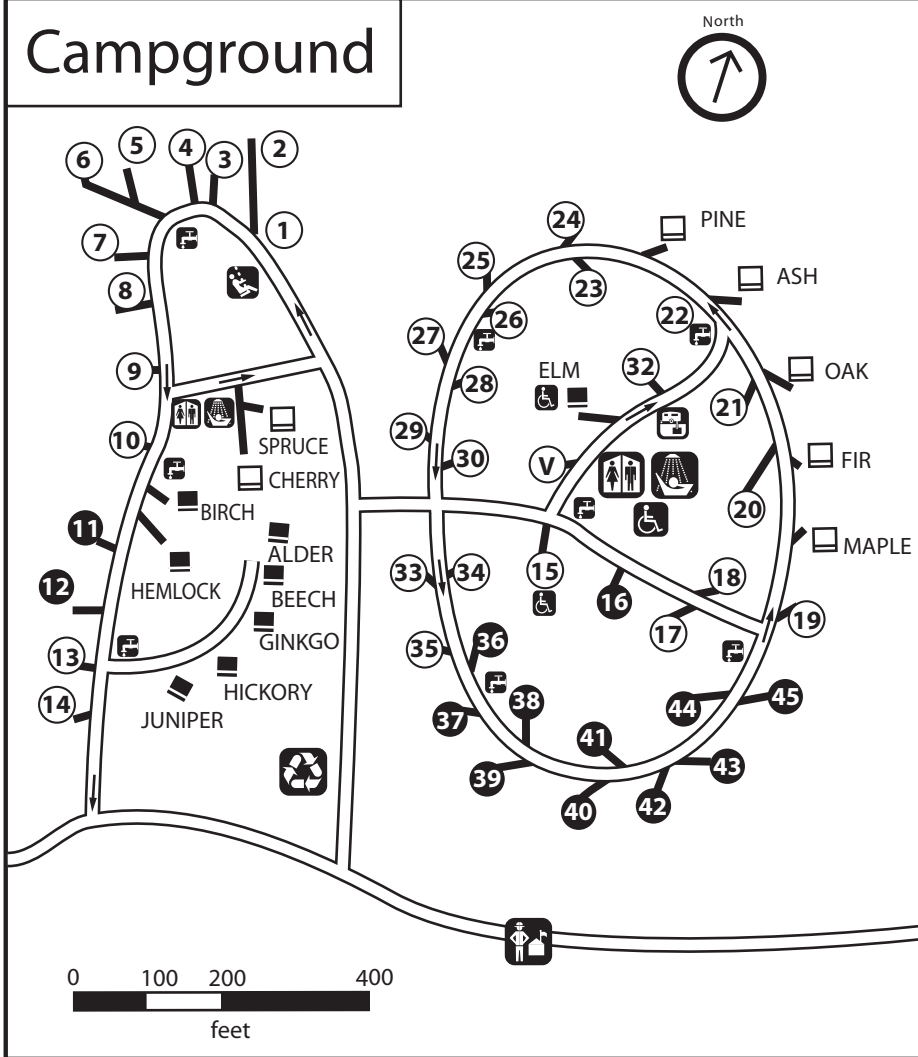 Campground
North
5
4
3
2
6
1
7
8
9
10
11
12
13
14
SPRUCE
CHERRY
BIRCH
ALDER
HEMLOCK
BEECH
GINKGO
HICKORY
JUNIPER
24
PINE
25
23
ASH
26
22
27
ELM
32
OAK
28
21
29
30
V
FIR
20
MAPLE
33
34
15
16
18
17
19
35
36
37
38
44
45
39
41
43
40
42
0 100 200 400
feet